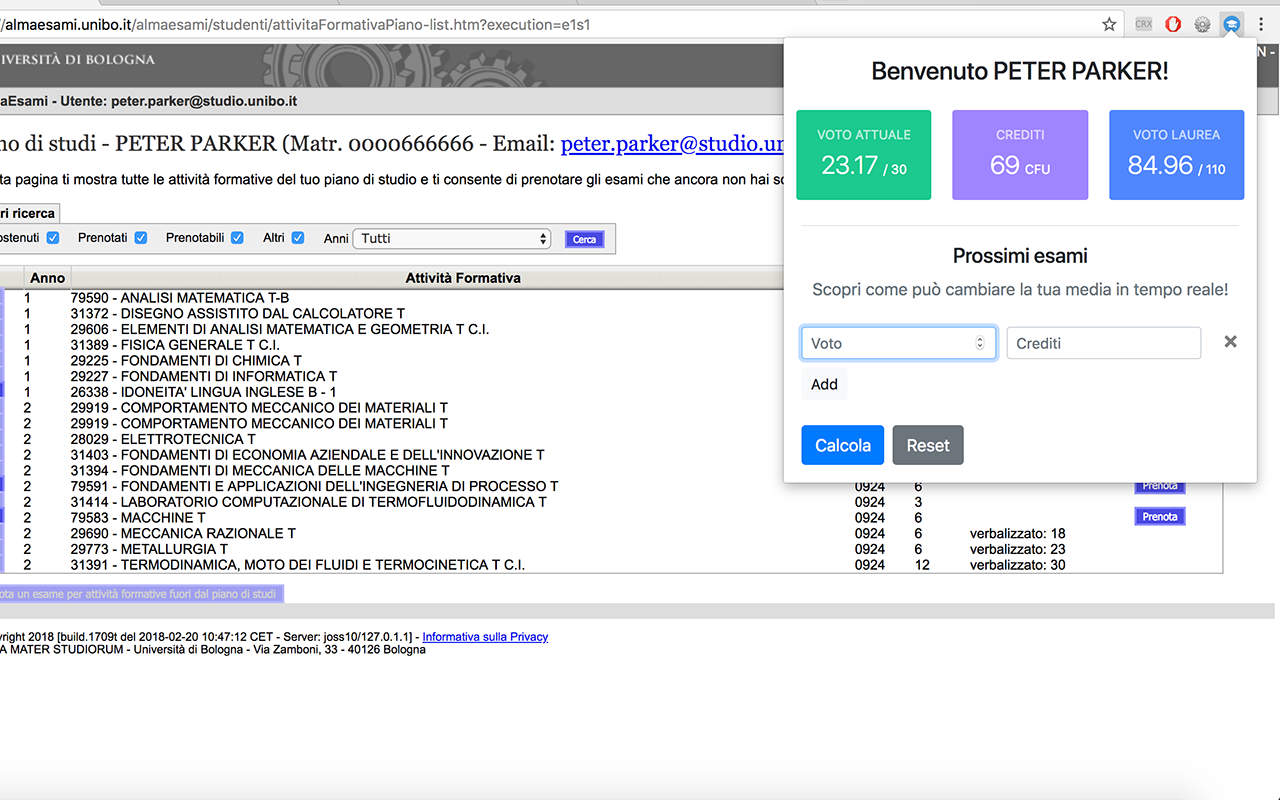 /almaesami.unibo.it/almaesami/studenti/attivitaFormativaPiano-list.htm?execution=e1s1
CRX
IVERSITÀ DI BOLOGNA
N -
aEsami - Utente: peter.parker@studio.unibo.it
no di studi - PETER PARKER (Matr. 0000666666 - Email: peter.parker@studio.un
ta pagina ti mostra tutte le attività formative del tuo piano di studio e ti consente di prenotare gli esami che ancora non hai so
ri ricerca
ostenuti Prenotati Prenotabili Altri Anni Tutti Cerca
Anno Attività Formativa
1 79590 - ANALISI MATEMATICA T-B
1 31372 - DISEGNO ASSISTITO DAL CALCOLATORE T
1 29606 - ELEMENTI DI ANALISI MATEMATICA E GEOMETRIA T C.I.
1 31389 - FISICA GENERALE T C.I.
1 29225 - FONDAMENTI DI CHIMICA T
1 29227 - FONDAMENTI DI INFORMATICA T
1 26338 - IDONEITA' LINGUA INGLESE B - 1
2 29919 - COMPORTAMENTO MECCANICO DEI MATERIALI T
2 29919 - COMPORTAMENTO MECCANICO DEI MATERIALI T
2 28029 - ELETTROTECNICA T
2 31403 - FONDAMENTI DI ECONOMIA AZIENDALE E DELL'INNOVAZIONE T
2 31394 - FONDAMENTI DI MECCANICA DELLE MACCHINE T
2 79591 - FONDAMENTI E APPLICAZIONI DELL'INGEGNERIA DI PROCESSO T 0924 6 Prenota
2 31414 - LABORATORIO COMPUTAZIONALE DI TERMOFLUIDODINAMICA T 0924 3
2 79583 - MACCHINE T 0924 6 Prenota
2 29690 - MECCANICA RAZIONALE T 0924 6 verbalizzato: 18
2 29773 - METALLURGIA T 0924 6 verbalizzato: 23
2 31391 - TERMODINAMICA, MOTO DEI FLUIDI E TERMOCINETICA T C.I. 0924 12 verbalizzato: 30
ota un esame per attività formative fuori dal piano di studi
yright 2018 [build.1709t del 2018-02-20 10:47:12 CET - Server: joss10/127.0.1.1] - Informativa sulla Privacy
A MATER STUDIORUM - Università di Bologna - Via Zamboni, 33 - 40126 Bologna
Benvenuto PETER PARKER!
VOTO ATTUALE
23.17 / 30
CREDITI
69 CFU
VOTO LAUREA
84.96 / 110
Prossimi esami
Scopri come può cambiare la tua media in tempo reale!
Voto Crediti
Add
Calcola Reset